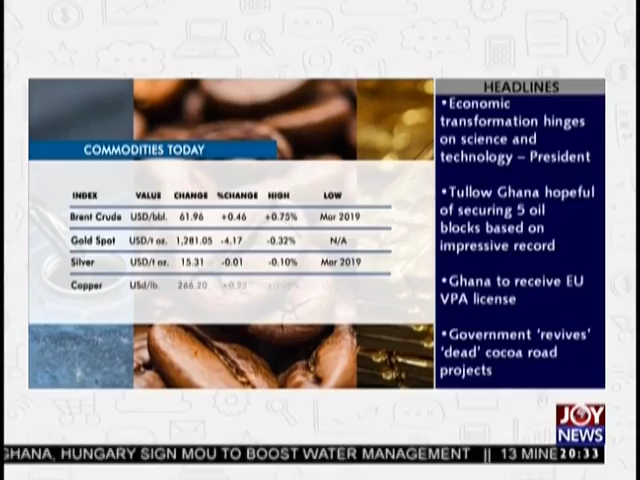 COMMODITIES TODAY
INDEX VALUE CHANGE %CHANGE HIGH LOW
Brent Crude USD/bbl. 61.96 +0.46 +0.75% Mar 2019
Gold Spot USD/t oz. 1,281.05 -4.17 -0.32% N/A
Silver USD/t oz. 15.31 -0.01 -0.10% Mar 2019
Copper USd/lb. 266.20
HEADLINES
•Economic
transformation hinges
on science and
technology – President
•Tullow Ghana hopeful
of securing 5 oil
blocks based on
impressive record
•Ghana to receive EU
VPA license
•Government 'revives'
'dead' cocoa road
projects
JOY
NEWS
GHANA, HUNGARY SIGN MOU TO BOOST WATER MANAGEMENT || 13 MINE
20:33